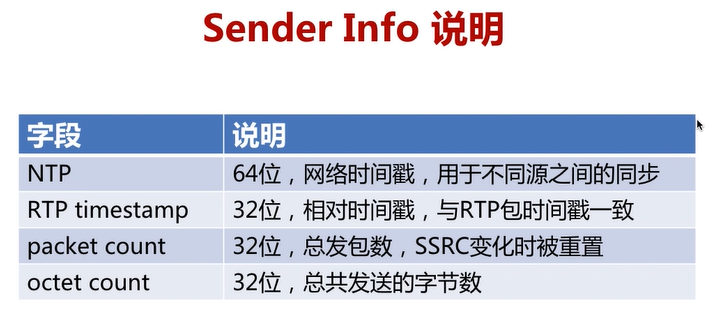 Sender Info 说明
字段 说明
NTP 64位，网络时间戳，用于不同源之间的同步
RTP timestamp 32位，相对时间戳，与RTP包时间戳一致
packet count 32位，总发包数，SSRC变化时被重置
octet count 32位，总共发送的字节数